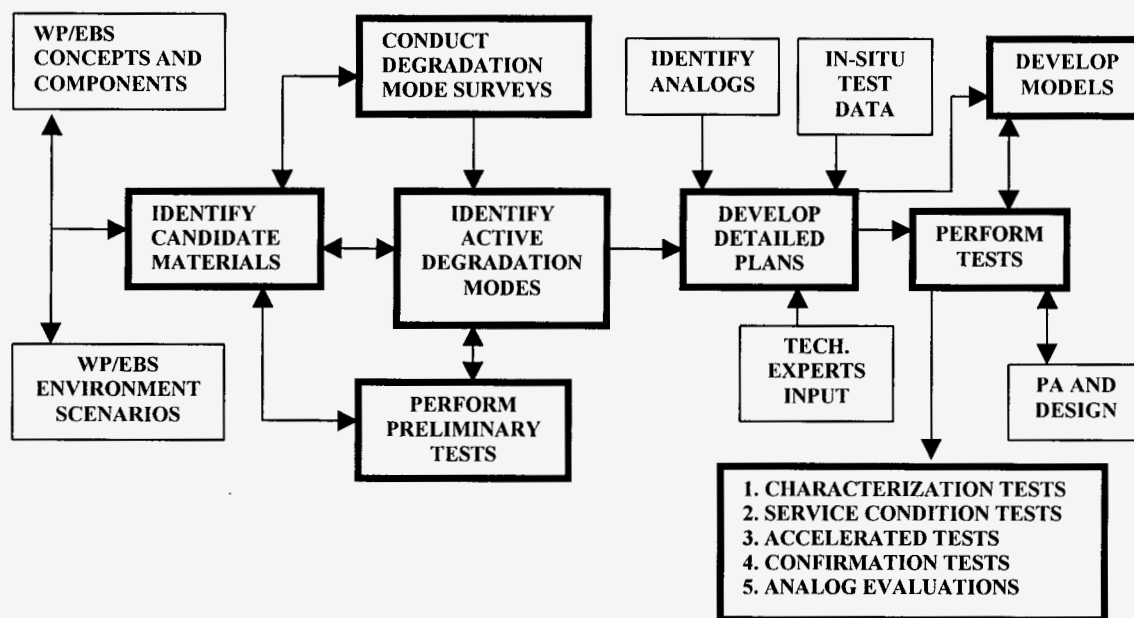 WP/EBS
CONCEPTS AND
COMPONENTS
CONDUCT
DEGRADATION
MODE SURVEYS
IDENTIFY
ANALOGS
IN-SITU
TEST
DATA
DEVELOP
MODELS
IDENTIFY
CANDIDATE
MATERIALS
IDENTIFY
ACTIVE
DEGRADATION
MODES
DEVELOP
DETAILED
PLANS
PERFORM
TESTS
WP/EBS
ENVIRONMENT
SCENARIOS
PERFORM
PRELIMINARY
TESTS
TECH.
EXPERTS
INPUT
PA AND
DESIGN
1. CHARACTERIZATION TESTS
2. SERVICE CONDITION TESTS
3. ACCELERATED TESTS
4. CONFIRMATION TESTS
5. ANALOG EVALUATIONS